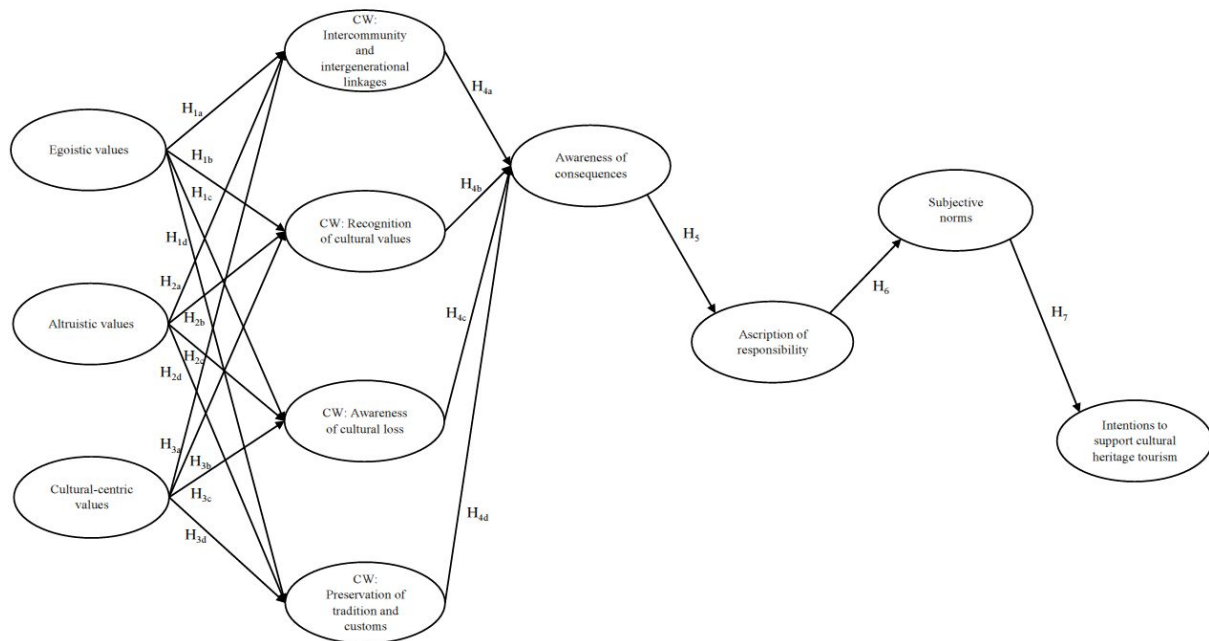 CW:
Intercommunity
and
intergenerational
linkages
H1a
H4a
Egoistic values
H1b
H1c
H1d
CW: Recognition
of cultural values
H4b
Awareness of
consequences
Subjective
norms
H5
H6
H7
H2a
Altruistic values
H2b
H2c
H2d
H4c
Ascription of
responsibility
CW: Awareness
of cultural loss
Intentions to
support cultural
heritage tourism
H3a
H3b
Cultural-centric
values
H3c
H3d
H4d
CW:
Preservation of
tradition and
customs